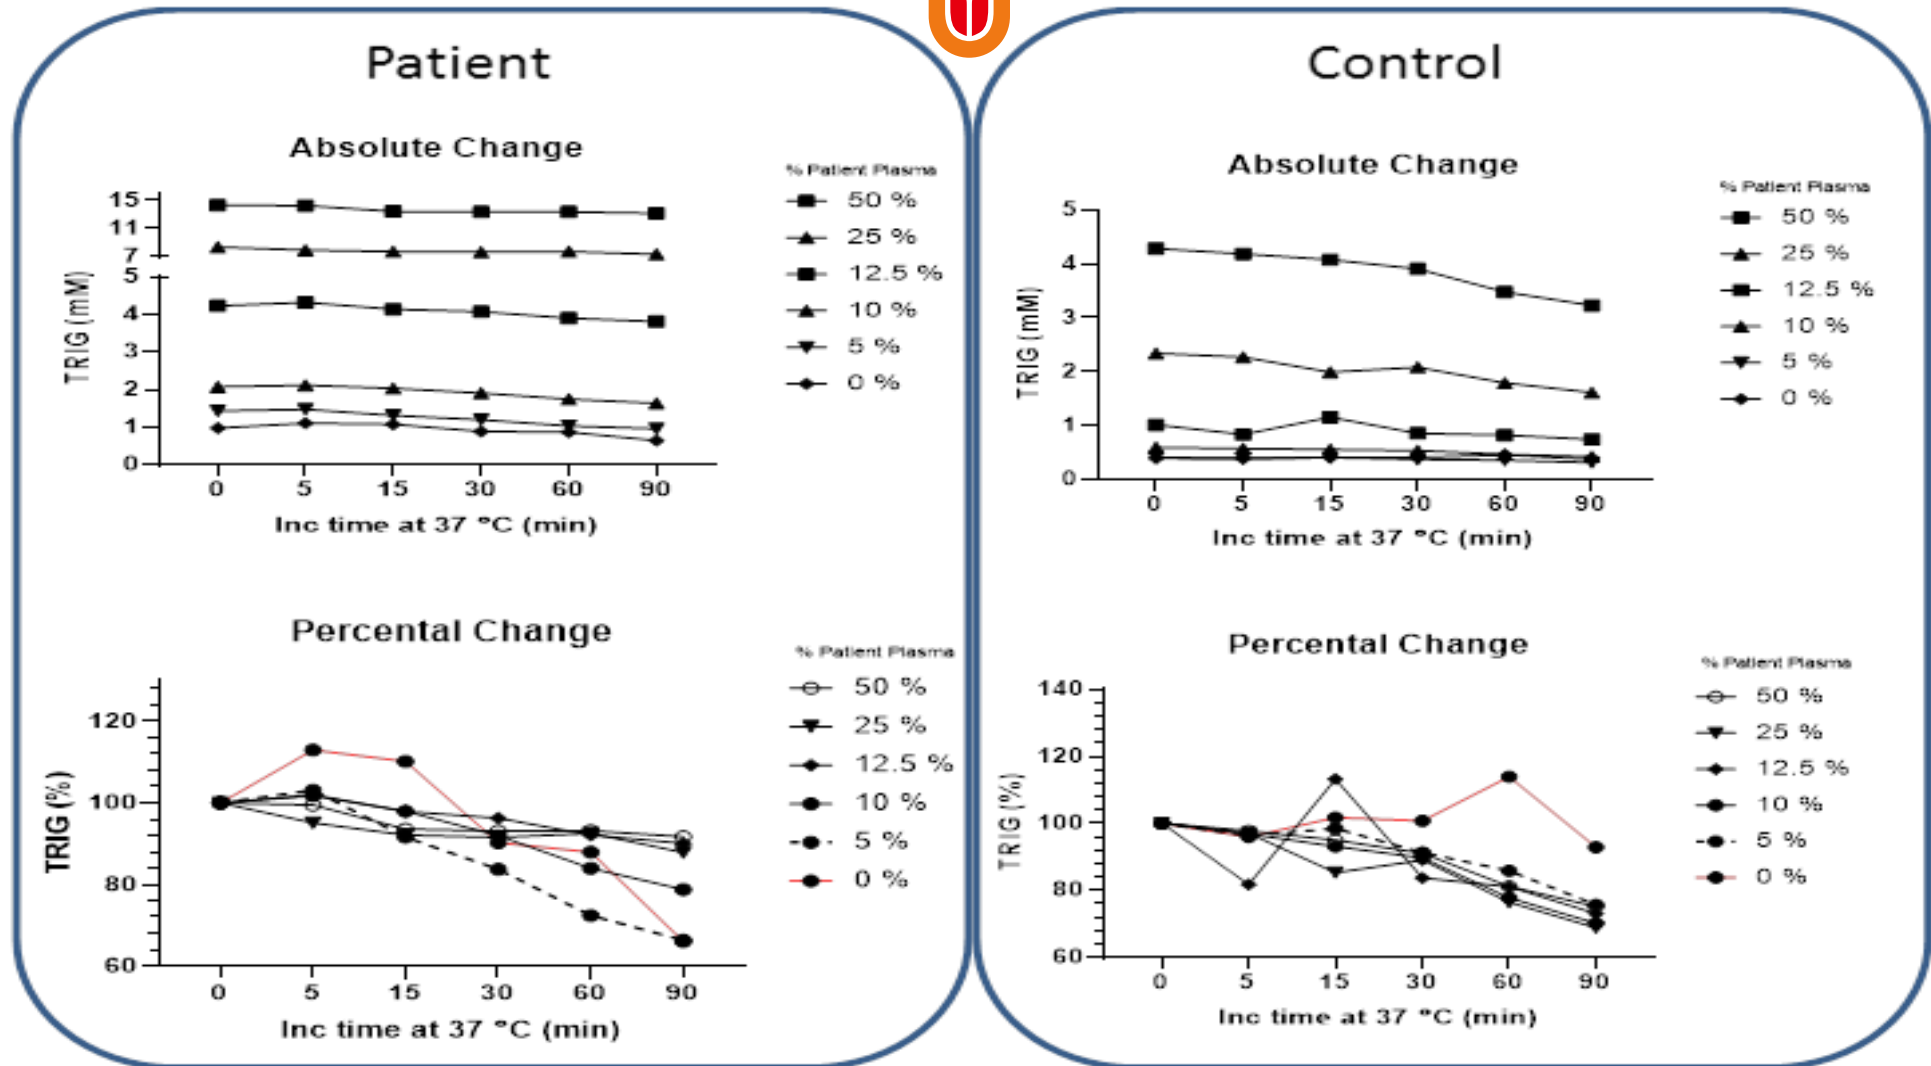 Patient
Absolute Change
% Patient Plasma
50 %
25 %
12.5 %
10 %
5 %
0 %
TRIG (mM)
15
11
7
5
4
3
2
1
0
0 5 15 30 60 90
Inc time at 37 °C (min)
Percental Change
% Patient Plasma
50 %
25 %
12.5 %
10 %
5 %
0 %
TRIG (%)
120
100
80
60
0 5 15 30 60 90
Inc time at 37 °C (min)
Control
Absolute Change
% Patient Plasma
50 %
25 %
12.5 %
10 %
5 %
0 %
TRIG (mM)
5
4
3
2
1
0
0 5 15 30 60 90
Inc time at 37 °C (min)
Percental Change
% Patient Plasma
50 %
25 %
12.5 %
10 %
5 %
0 %
TRIG (%)
140
120
100
80
60
0 5 15 30 60 90
Inc time at 37 °C (min)